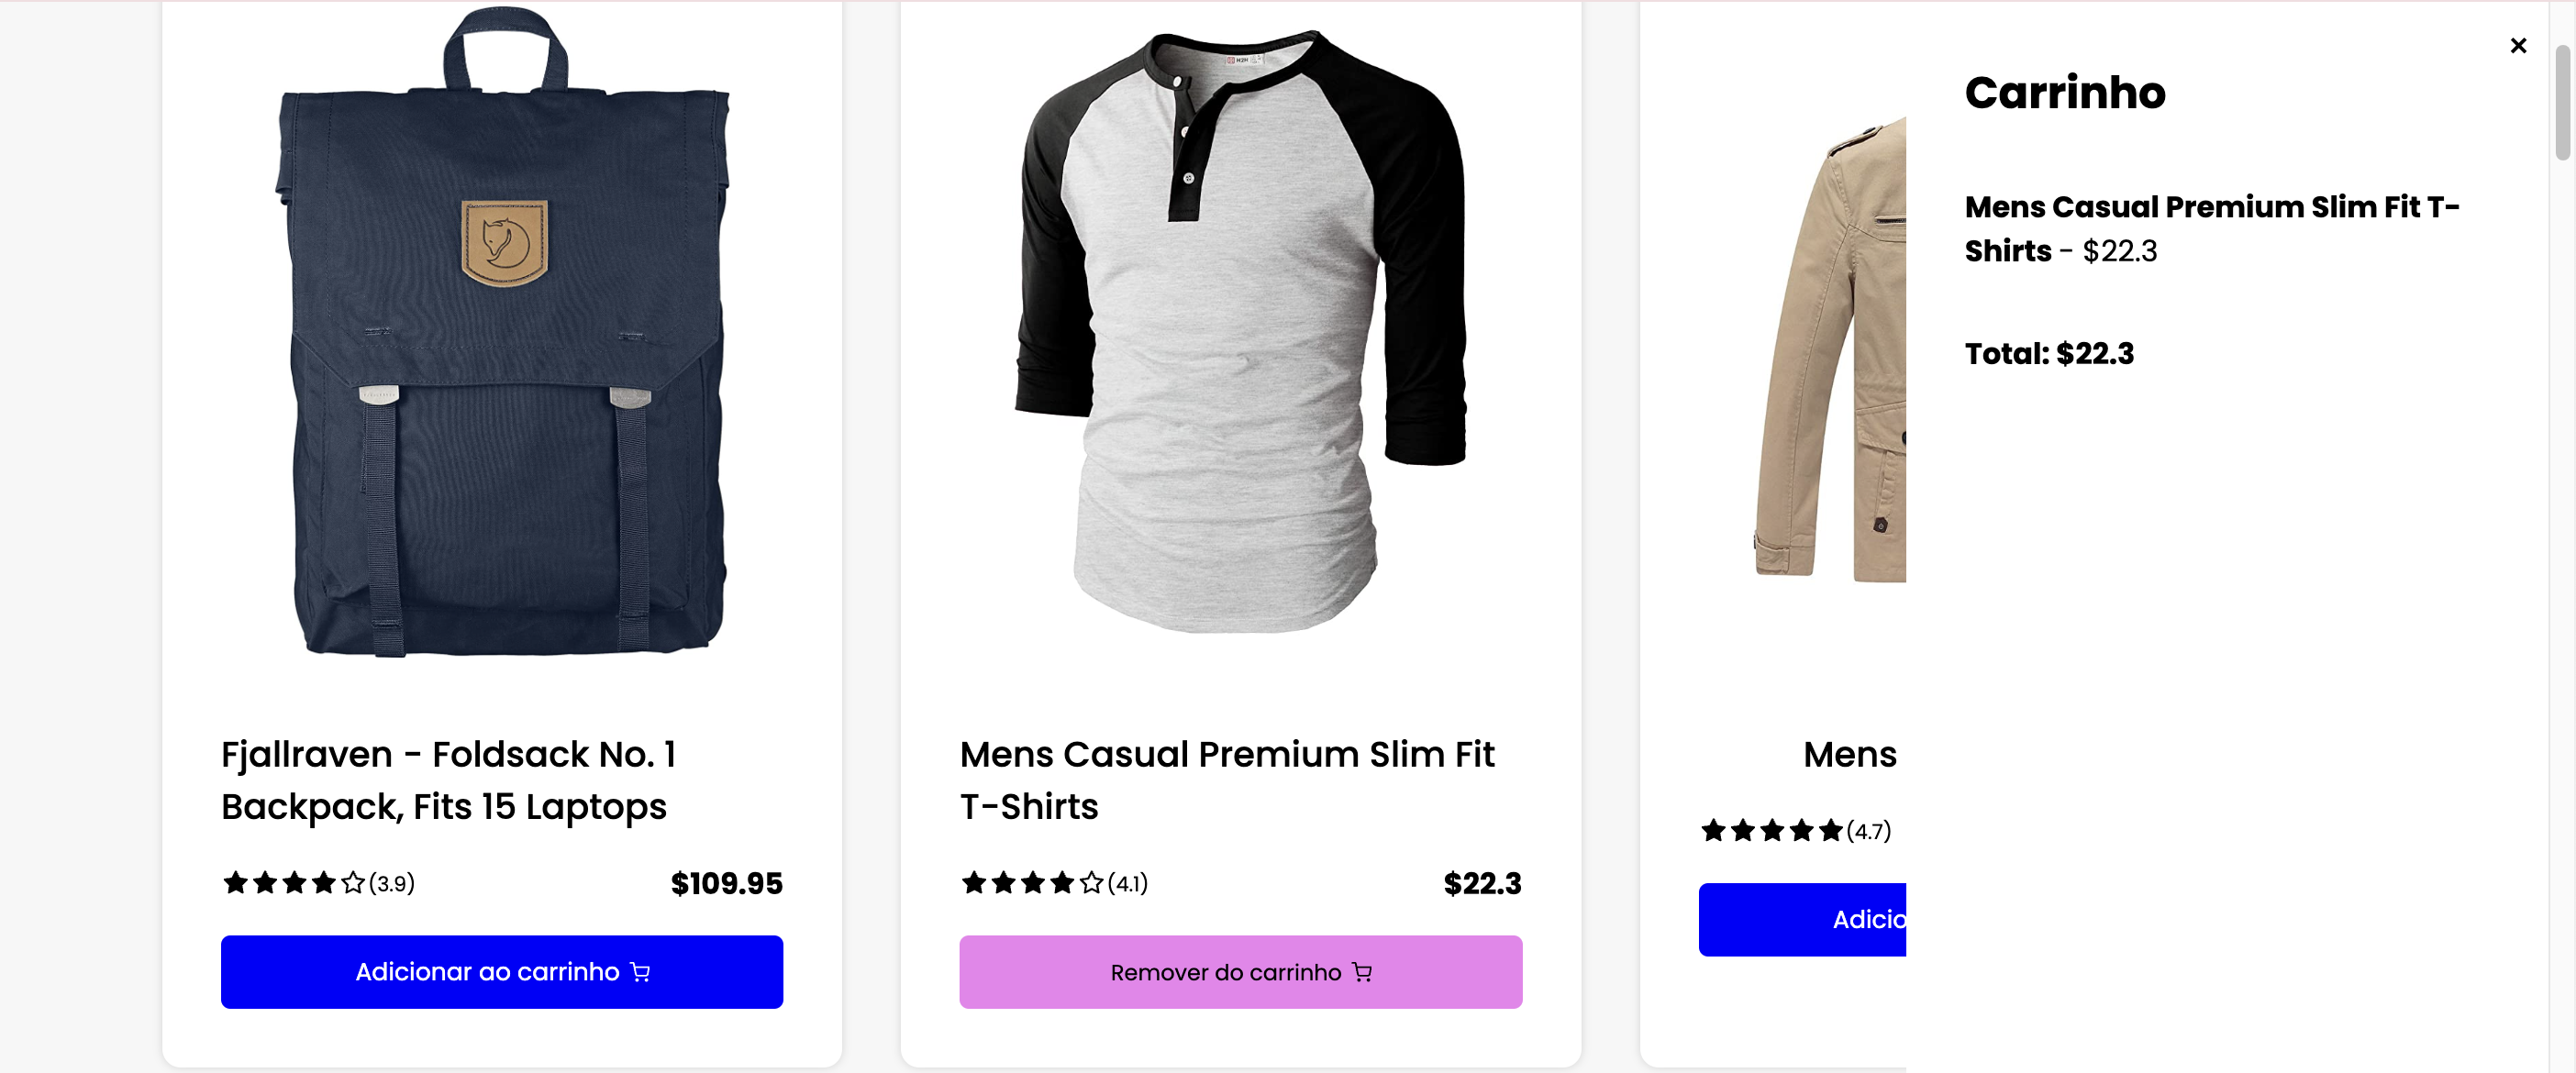 Fjallraven - Foldsack No. 1
Backpack, Fits 15 Laptops
(3.9)
$109.95
Adicionar ao carrinho
Mens Casual Premium Slim Fit
T-Shirts
(4.1)
$22.3
Remover do carrinho
Mens
(4.7)
Adicio
Carrinho
Mens Casual Premium Slim Fit T-
Shirts - $22.3
Total: $22.3